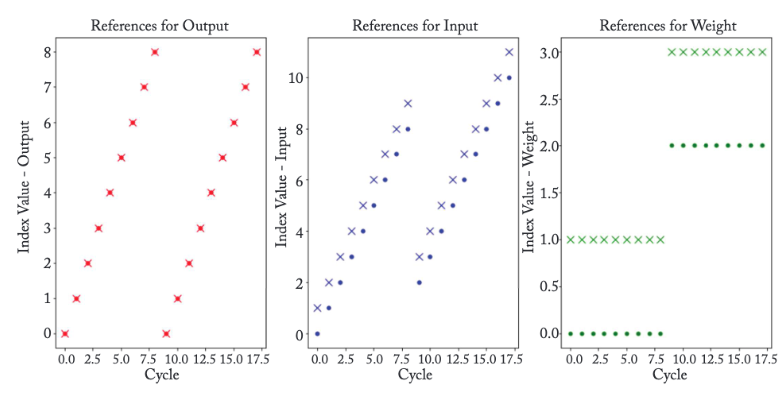 References for Output
References for Input
References for Weight
Index Value - Output
8
7
6
5
4
3
2
1
0
0.0 2.5 5.0 7.5 10.0 12.5 15.0 17.5
Cycle
Index Value - Input
10
8
6
4
2
0
0.0 2.5 5.0 7.5 10.0 12.5 15.0 17.5
Cycle
Index Value - Weight
3.0
2.5
2.0
1.5
1.0
0.5
0.0
0.0 2.5 5.0 7.5 10.0 12.5 15.0 17.5
Cycle